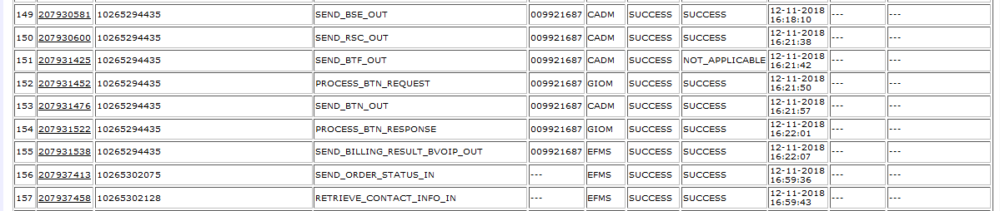 149 207930581 10265294435 SEND_BSE_OUT 009921687 CADM SUCCESS SUCCESS 12-11-2018 16:18:10 --- ---
150 207930600 10265294435 SEND_RSC_OUT 009921687 CADM SUCCESS SUCCESS 12-11-2018 16:21:38 --- ---
151 207931425 10265294435 SEND_BTF_OUT 009921687 CADM SUCCESS NOT_APPLICABLE 12-11-2018 16:21:42 --- ---
152 207931452 10265294435 PROCESS_BTN_REQUEST 009921687 GIOM SUCCESS SUCCESS 12-11-2018 16:21:50 --- ---
153 207931476 10265294435 SEND_BTN_OUT 009921687 CADM SUCCESS SUCCESS 12-11-2018 16:21:57 --- ---
154 207931522 10265294435 PROCESS_BTN_RESPONSE 009921687 GIOM SUCCESS SUCCESS 12-11-2018 16:22:01 --- ---
155 207931538 10265294435 SEND_BILLING_RESULT_BVOIP_OUT 009921687 EFMS SUCCESS SUCCESS 12-11-2018 16:22:07 --- ---
156 207937413 10265302075 SEND_ORDER_STATUS_IN --- EFMS SUCCESS SUCCESS 12-11-2018 16:59:36 --- ---
157 207937458 10265302128 RETRIEVE_CONTACT_INFO_IN --- EFMS SUCCESS SUCCESS 12-11-2018 16:59:43 --- ---